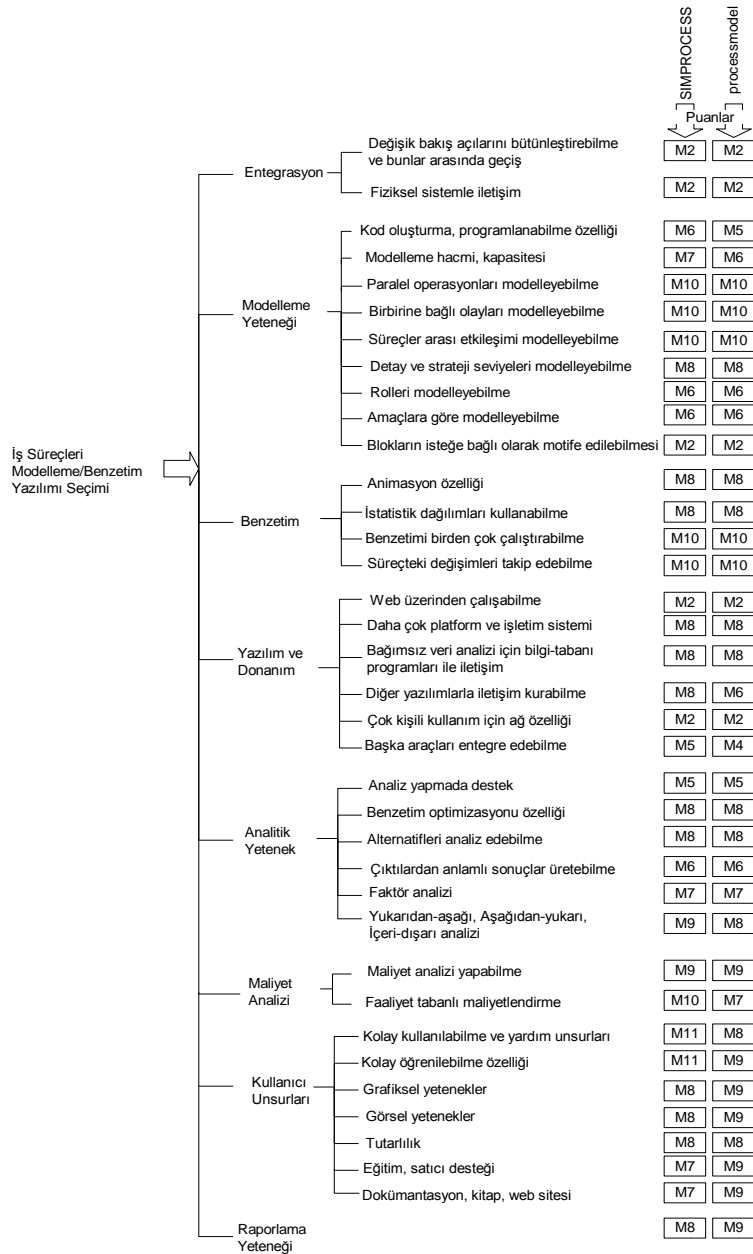 SIMPROCESS
processmodel
Puanlar
Entegrasyon
Değişik bakış açılarını bütünleştirebilme
ve bunlar arasında geçiş
M2 M2
Fiziksel sistemle iletişim
M2 M2
Modelleme
Yeteneği
Kod oluşturma, programlanabilme özelliği
M6 M5
Modelleme hacmi, kapasitesi
M7 M6
Paralel operasyonları modelleyebilme
M10 M10
Birbirine bağlı olayları modelleyebilme
M10 M10
Süreçler arası etkileşimi modelleyebilme
M10 M10
Detay ve strateji seviyeleri modelleyebilme
M8 M8
Rolleri modelleyebilme
M6 M6
Amaçlara göre modelleyebilme
M6 M6
Blokların isteğe bağlı olarak motife edilebilmesi
M2 M2
İş Süreçleri
Modelleme/Benzetim
Yazılımı Seçimi
Benzetim
Animasyon özelliği
M8 M8
İstatistik dağılımları kullanabilme
M8 M8
Benzetimi birden çok çalıştırabilme
M10 M10
Süreçteki değişimleri takip edebilme
M10 M10
Yazılım ve
Donanım
Web üzerinden çalışabilme
M2 M2
Daha çok platform ve işletim sistemi
M8 M8
Bağımsız veri analizi için bilgi-tabanı
programları ile iletişim
M8 M8
Diğer yazılımlarla iletişim kurabilme
M8 M6
Çok kişili kullanım için ağ özelliği
M2 M2
Başka araçları entegre edebilme
M5 M4
Analitik
Yetenek
Analiz yapmada destek
M5 M5
Benzetim optimizasyonu özelliği
M8 M8
Alternatifleri analiz edebilme
M8 M8
Çıktılardan anlamlı sonuçlar üretebilme
M6 M6
Faktör analizi
M7 M7
Yukarıdan-aşağı, Aşağıdan-yukarı,
İçeri-dışarı analizi
M9 M8
Maliyet
Analizi
Maliyet analizi yapabilme
M9 M9
Faaliyet tabanlı maliyetlendirme
M10 M7
Kullanıcı
Unsurları
Kolay kullanılabilme ve yardım unsurları
M11 M8
Kolay öğrenilebilme özelliği
M11 M9
Grafiksel yetenekler
M8 M9
Görsel yetenekler
M8 M9
Tutarlılık
M8 M8
Eğitim, satıcı desteği
M7 M9
Dokümantasyon, kitap, web sitesi
M7 M9
Raporlama
Yeteneği
M8 M9